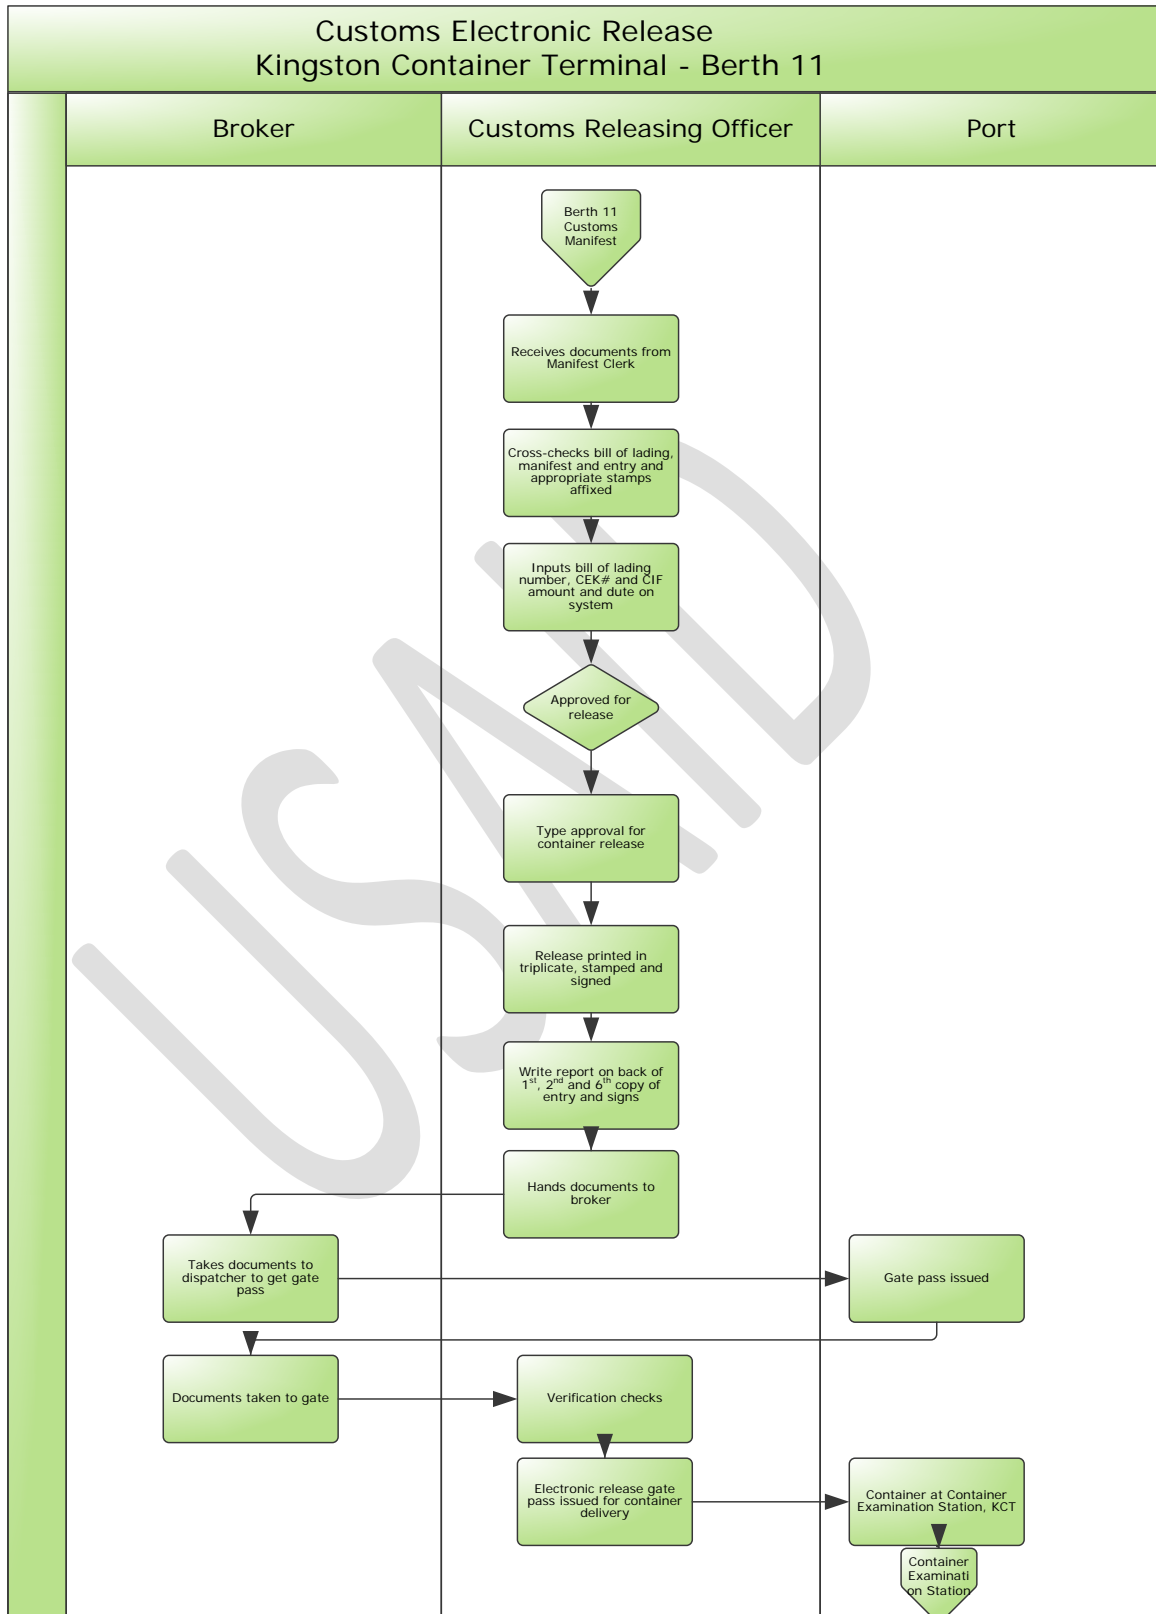 Customs Electronic Release
Kingston Container Terminal - Berth 11
Broker
Customs Releasing Officer
Port
Berth 11
Customs
Manifest
Receives documents from
Manifest Clerk
Cross-checks bill of lading,
manifest and entry and
appropriate stamps
affixed
Inputs bill of lading
number, CEK# and CIF
amount and dute on
system
Approved for
release
Type approval for
container release
Release printed in
triplicate, stamped and
signed
Write report on back of
1st, 2nd and 6th copy of
entry and signs
Hands documents to
broker
Takes documents to
dispatcher to get gate
pass
Gate pass issued
Documents taken to gate
Verification checks
Electronic release gate
pass issued for container
delivery
Container at Container
Examination Station, KCT
Container
Examinati
on Station
USAID